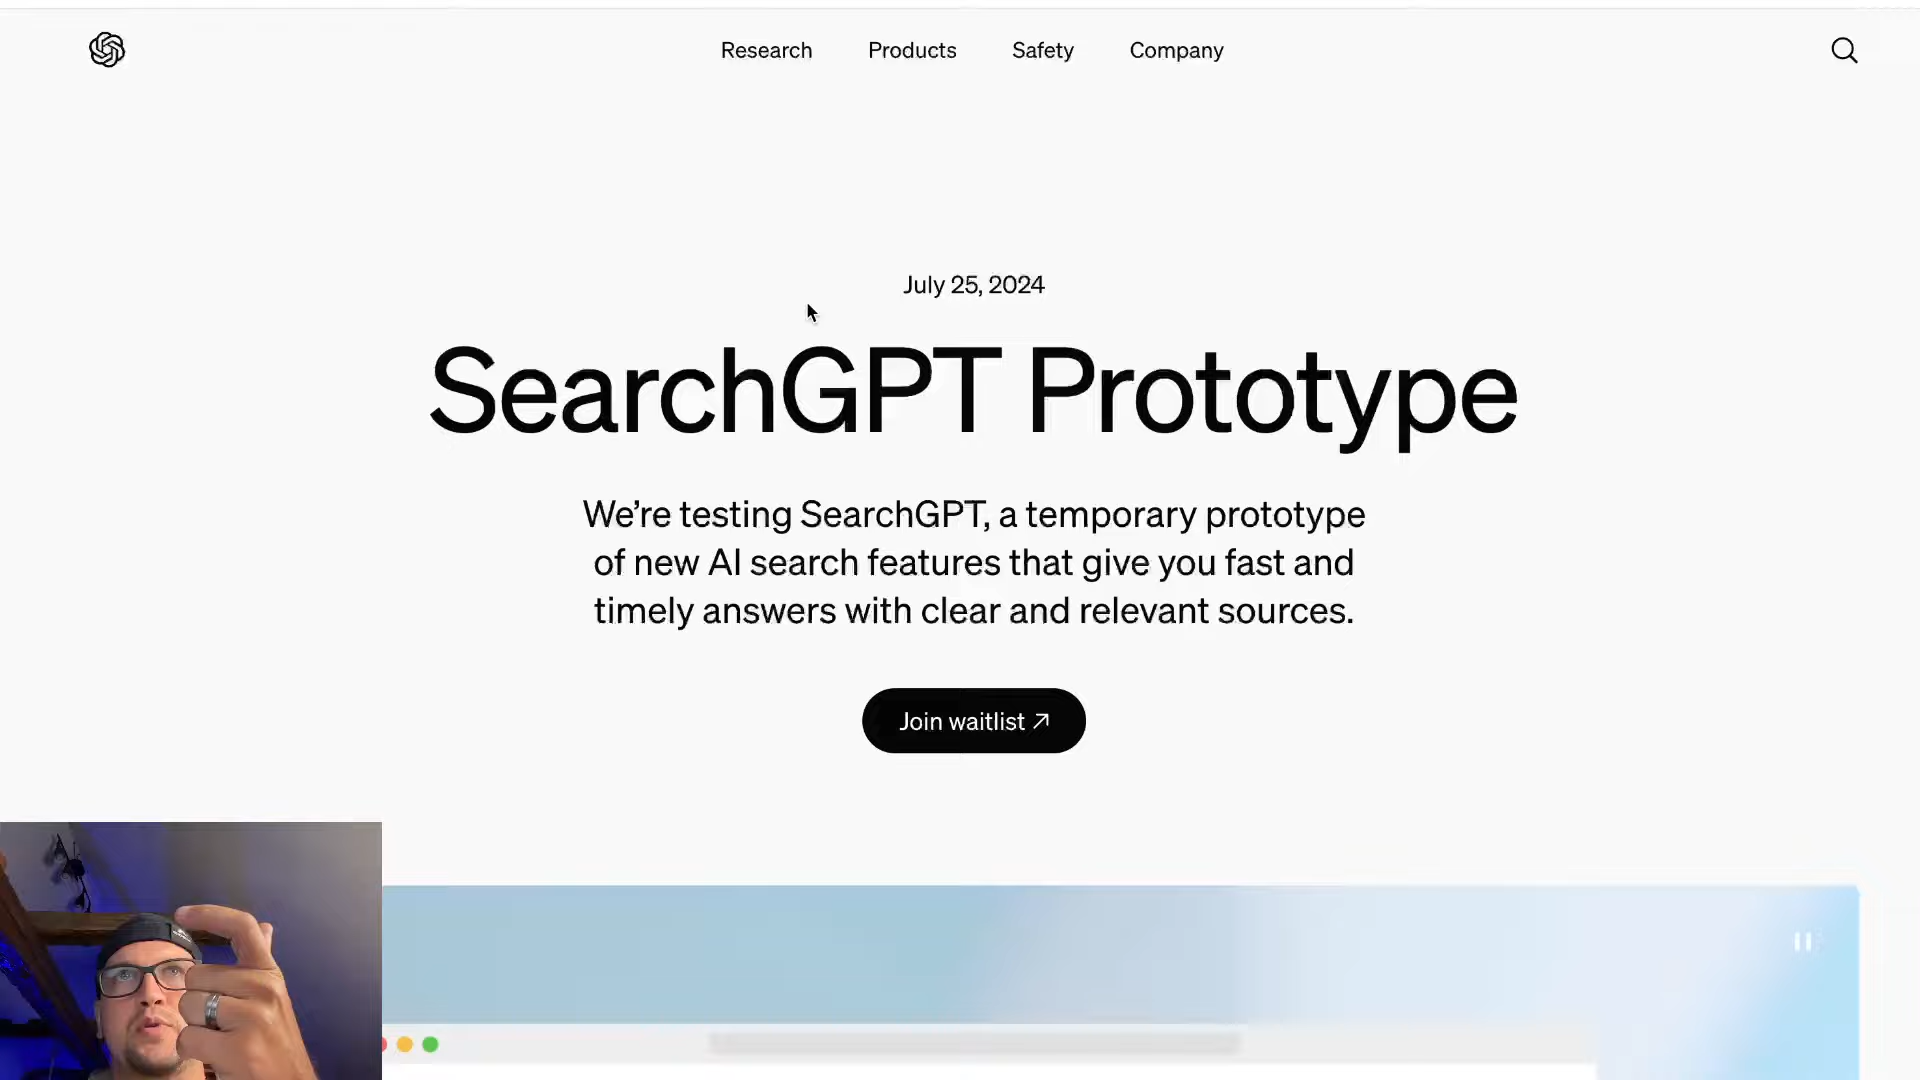 Research Products Safety Company
July 25, 2024
SearchGPT Prototype
We’re testing SearchGPT, a temporary prototype
of new AI search features that give you fast and
timely answers with clear and relevant sources.
Join waitlist ↗